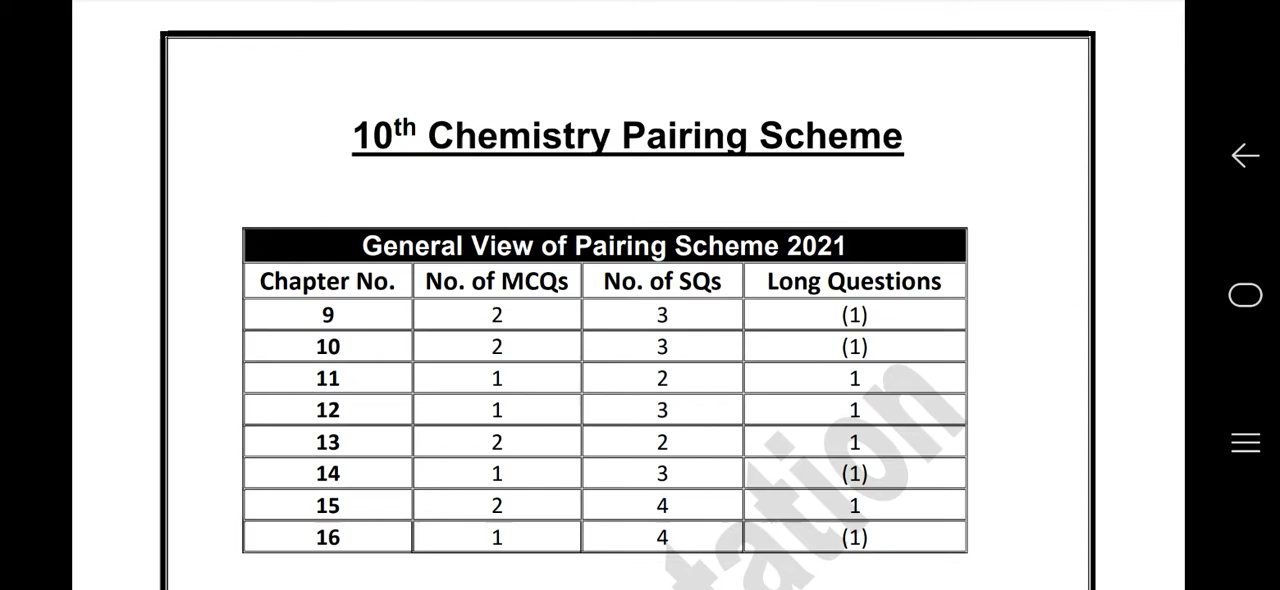 10th Chemistry Pairing Scheme
General View of Pairing Scheme 2021
Chapter No. No. of MCQs No. of SQs Long Questions
9 2 3 (1)
10 2 3 (1)
11 1 2 1
12 1 3 1
13 2 2 1
14 1 3 (1)
15 2 4 1
16 1 4 (1)